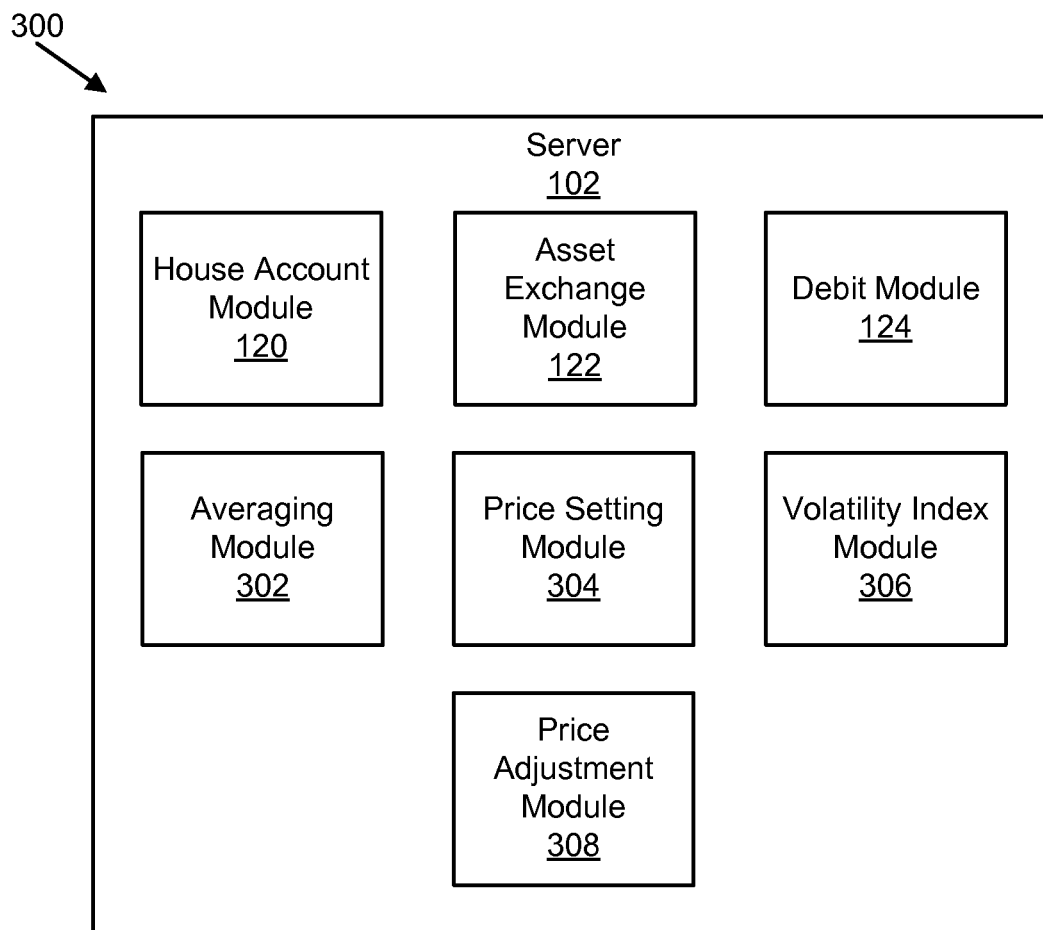 300
Server
102
House Account
Module
120
Asset
Exchange
Module
122
Debit Module
124
Averaging
Module
302
Price Setting
Module
304
Volatility Index
Module
306
Price
Adjustment
Module
308